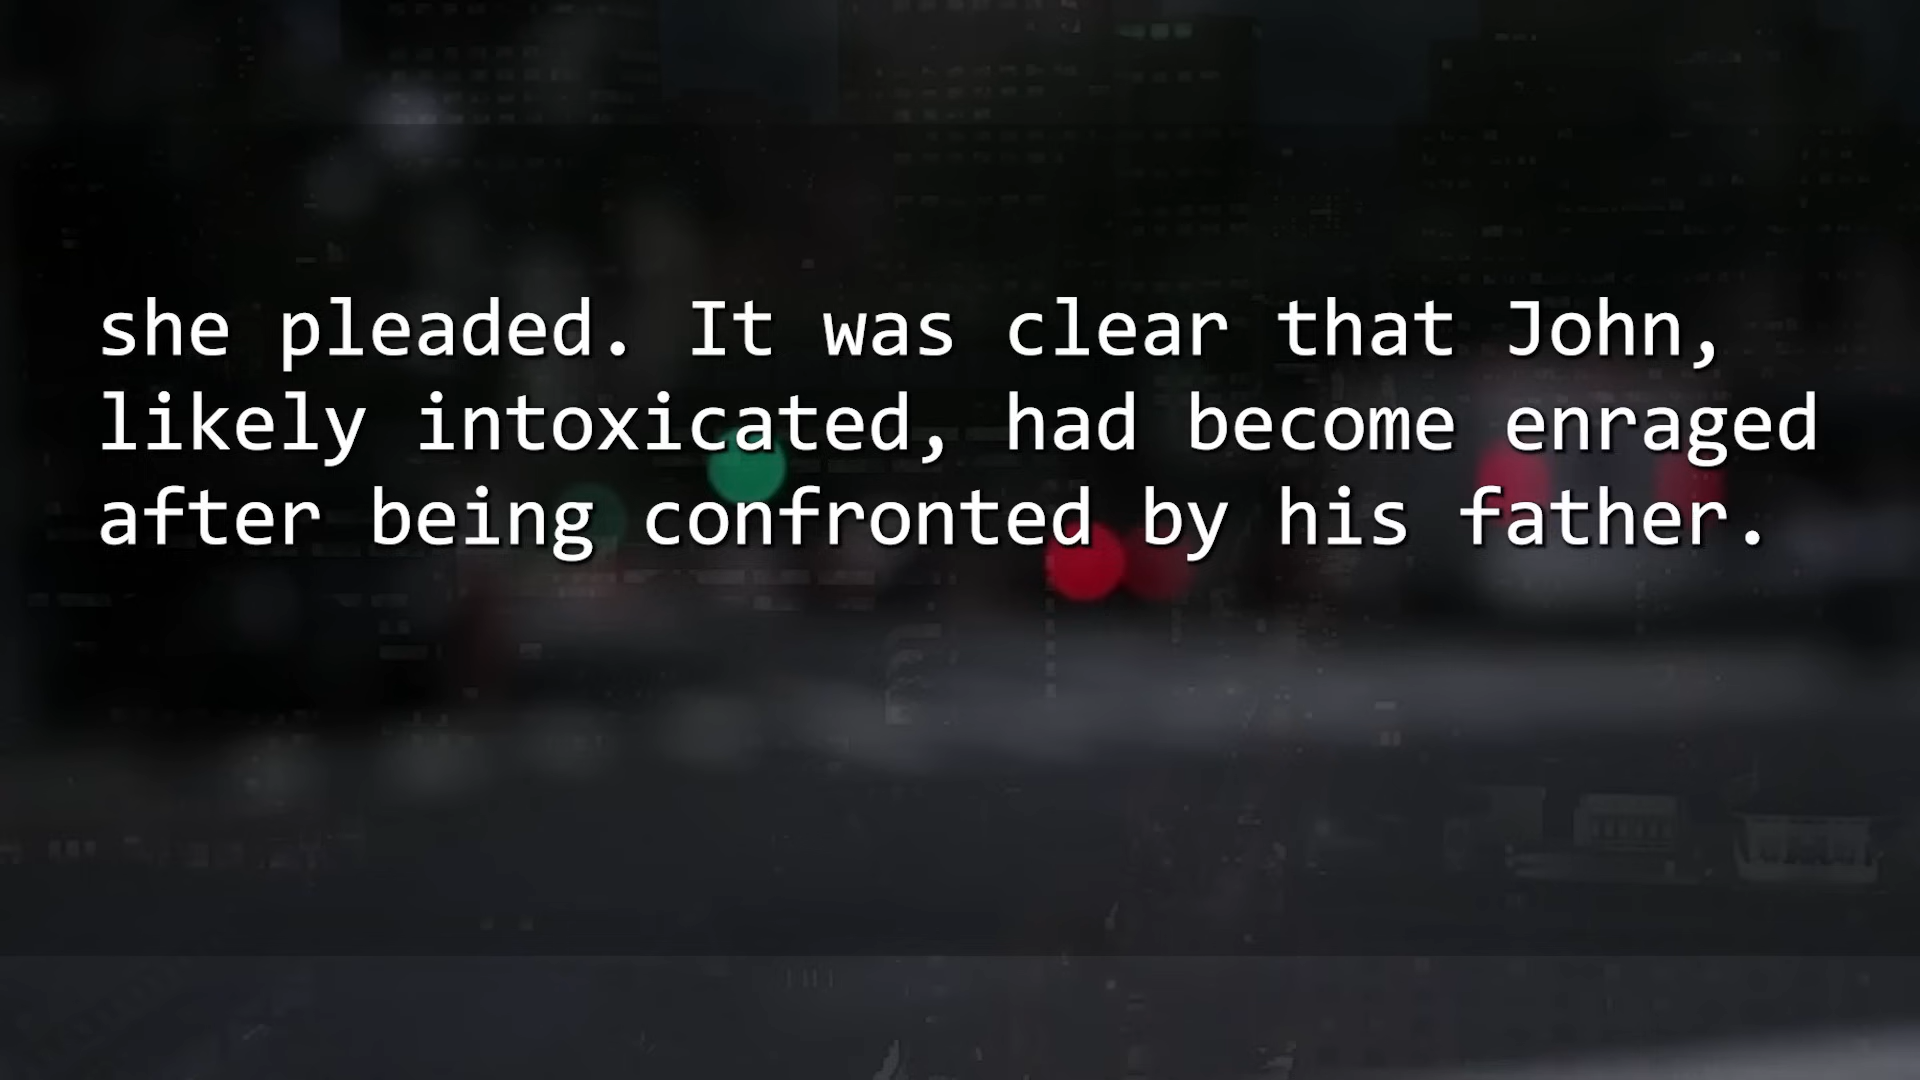 she pleaded. It was clear that John,
likely intoxicated, had become enraged
after being confronted by his father.